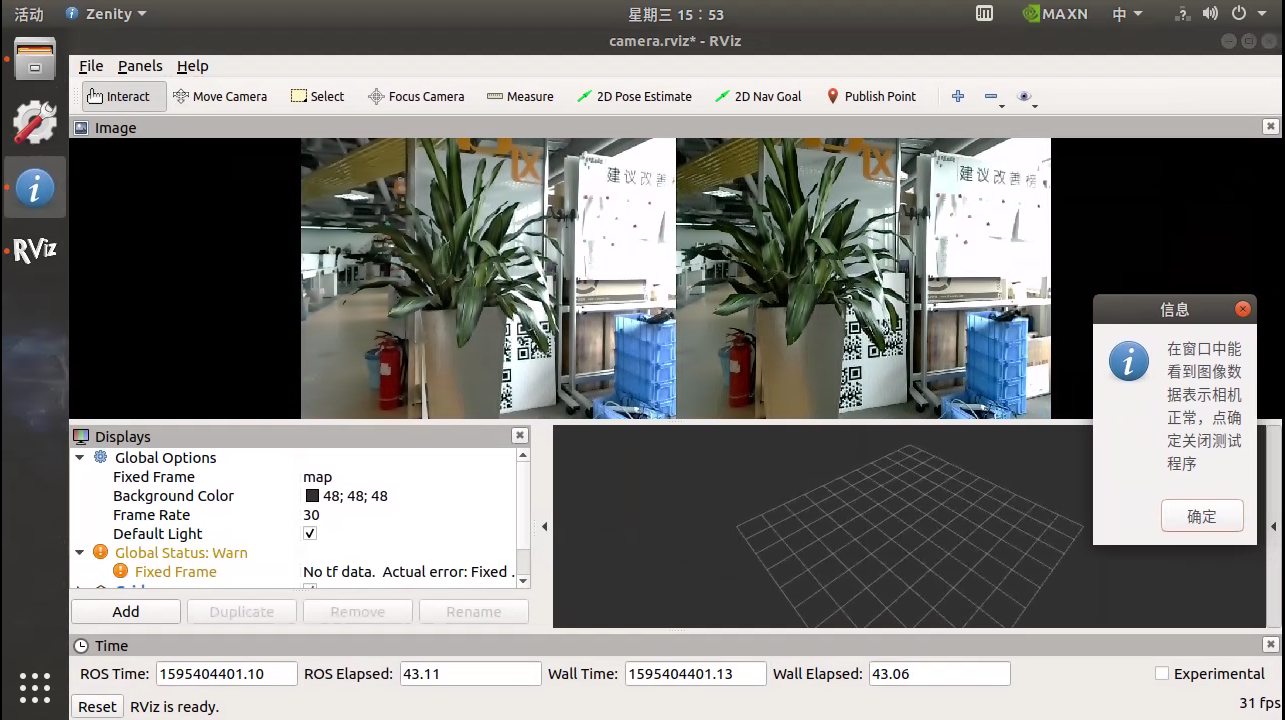 活动
Zenity
星期三 15：53
MAXN
中
camera.rviz* - RViz
File Panels Help
Interact Move Camera Select Focus Camera Measure 2D Pose Estimate 2D Nav Goal Publish Point
Image
建议改善
建议改善榜
信息
在窗口中能
看到图像数
据表示相机
正常，点确
定关闭测试
程序
确定
RViz
Displays
Global Options
Fixed Frame map
Background Color 48; 48; 48
Frame Rate 30
Default Light
Global Status: Warn
Fixed Frame No tf data. Actual error: Fixed .
Add Duplicate Remove Rename
Time
ROS Time: 1595404401.10 ROS Elapsed: 43.11 Wall Time: 1595404401.13 Wall Elapsed: 43.06 Experimental
Reset RViz is ready. 31 fps